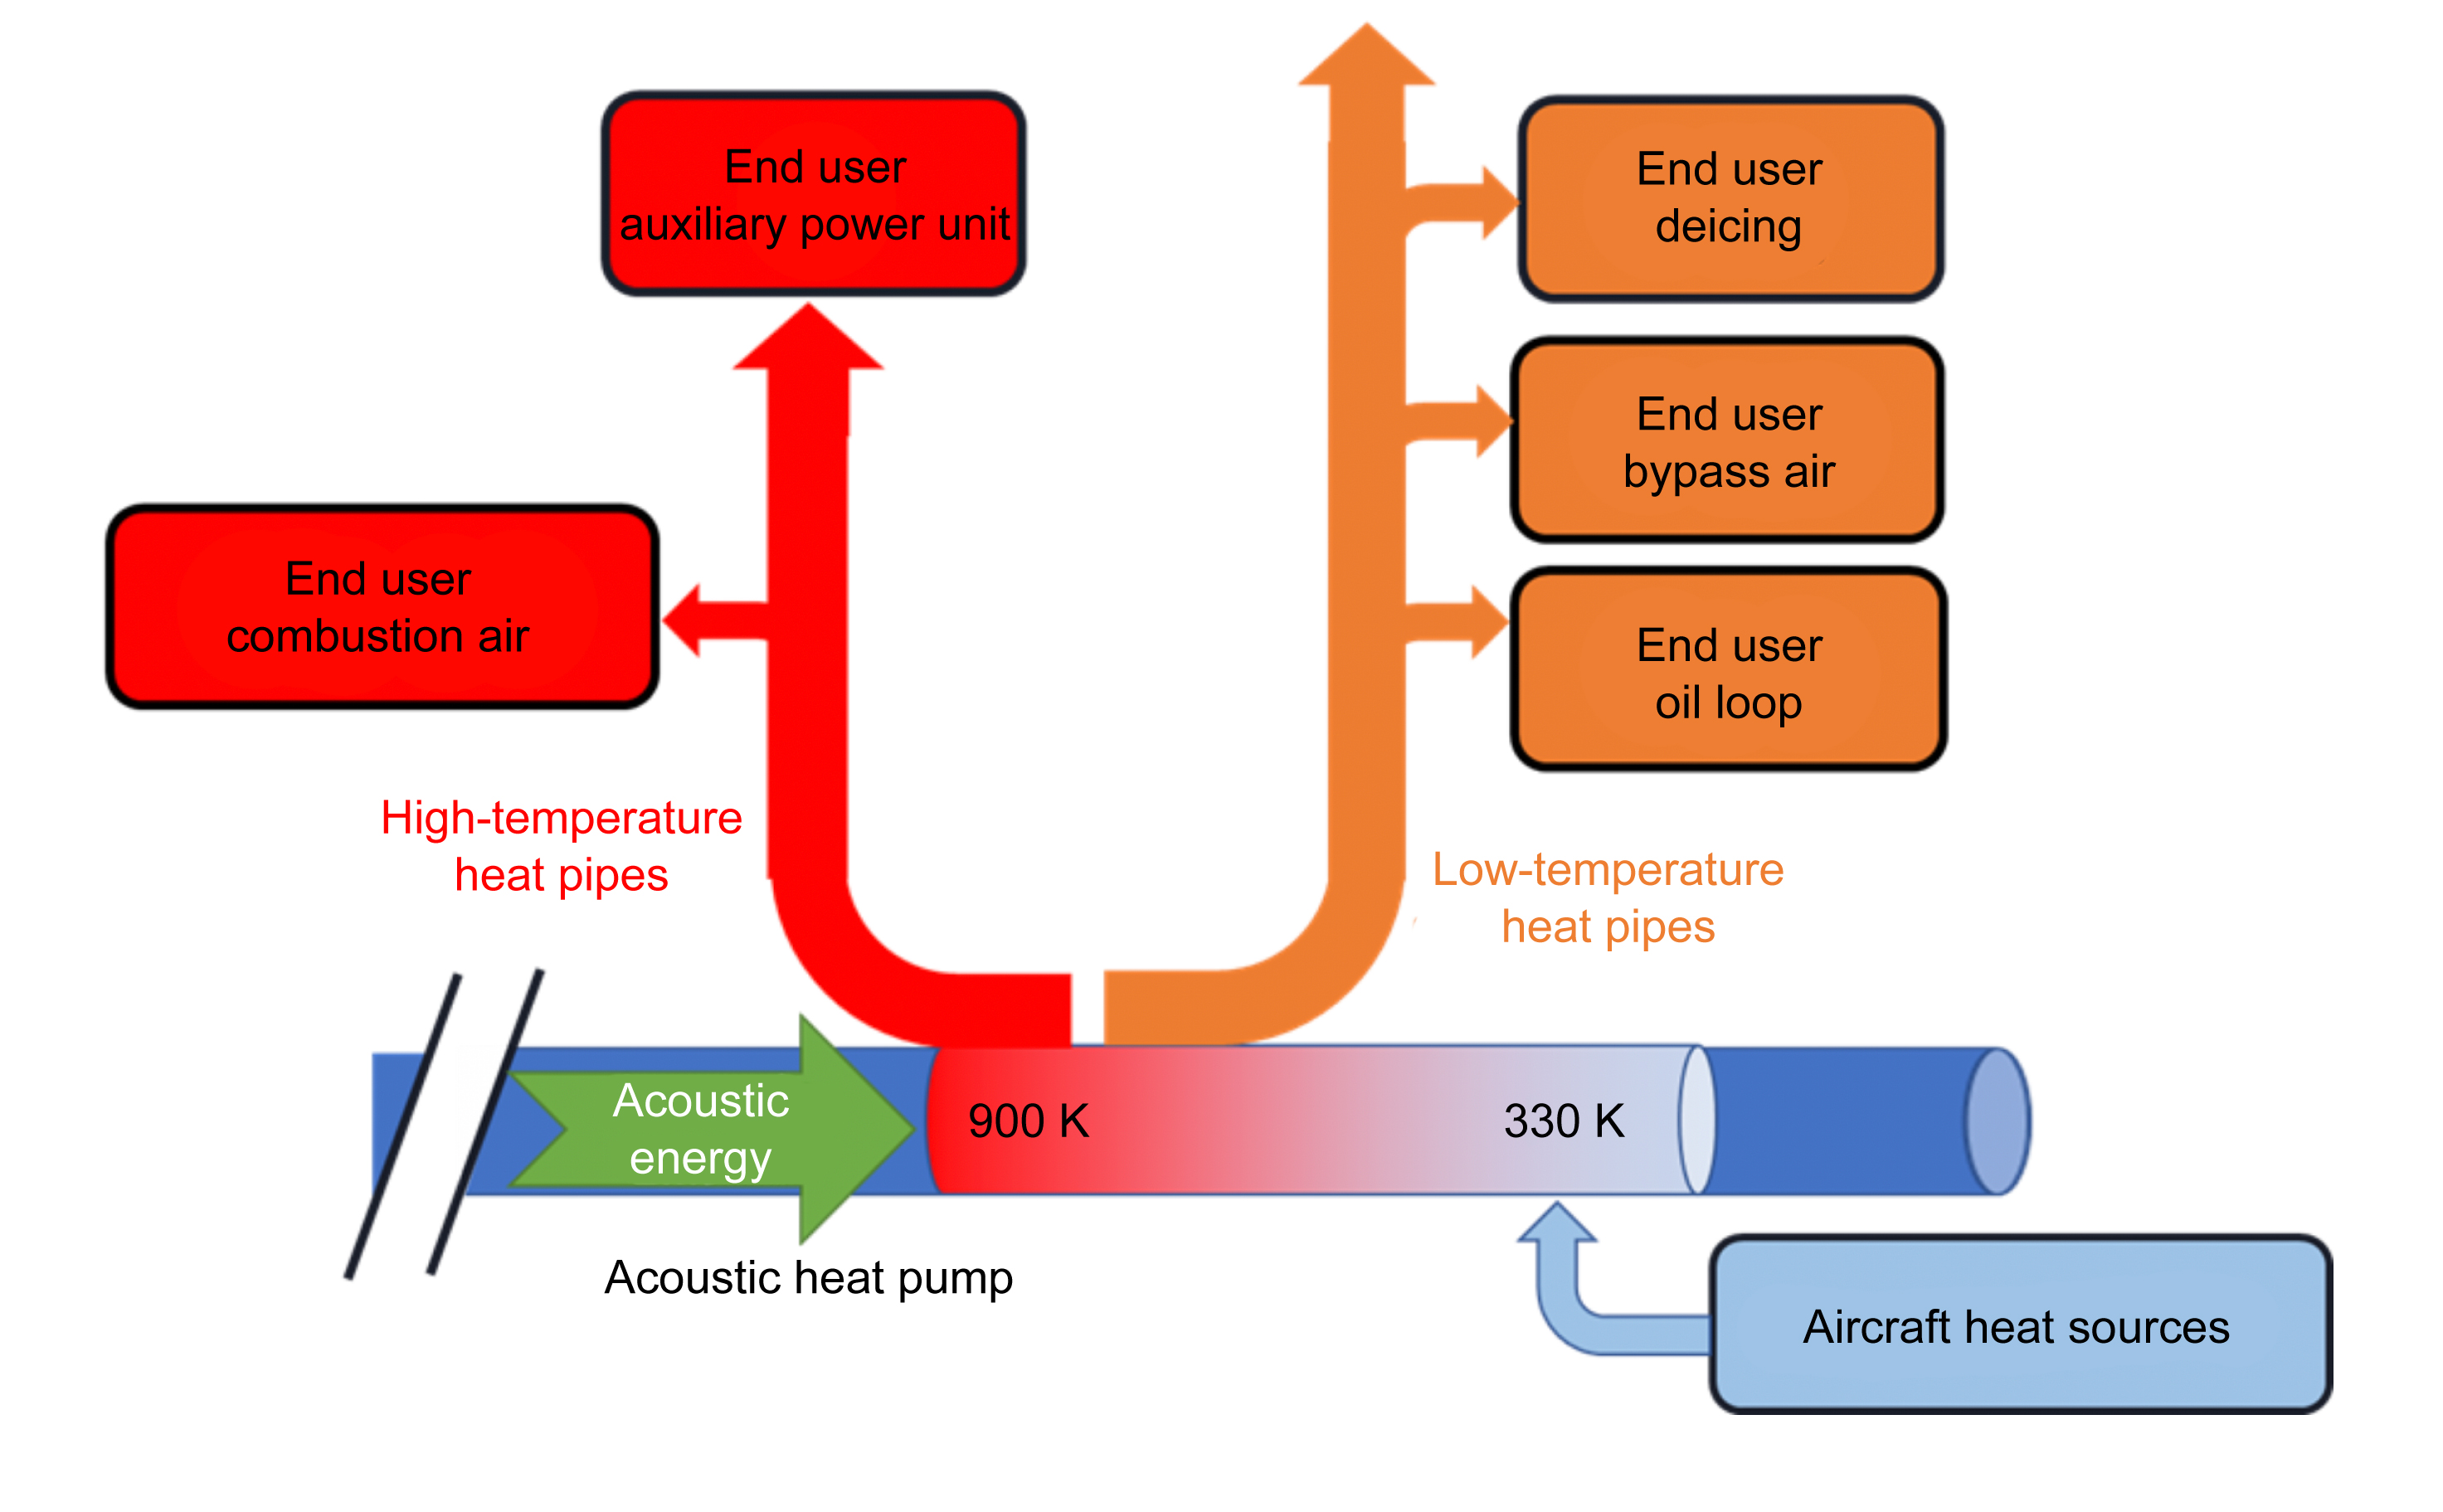 End user
auxiliary power unit
End user
deicing
End user
bypass air
End user
combustion air
End user
oil loop
High-temperature
heat pipes
Low-temperature
heat pipes
Acoustic
energy
900 K
330 K
Acoustic heat pump
Aircraft heat sources